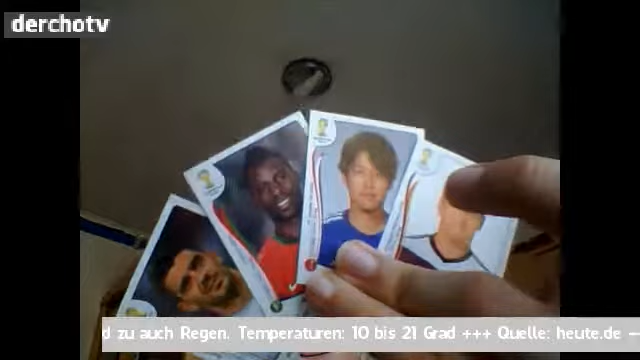 derchotv
d zu auch Regen. Temperaturen: 10 bis 21 Grad +++ Quelle: heute.de -